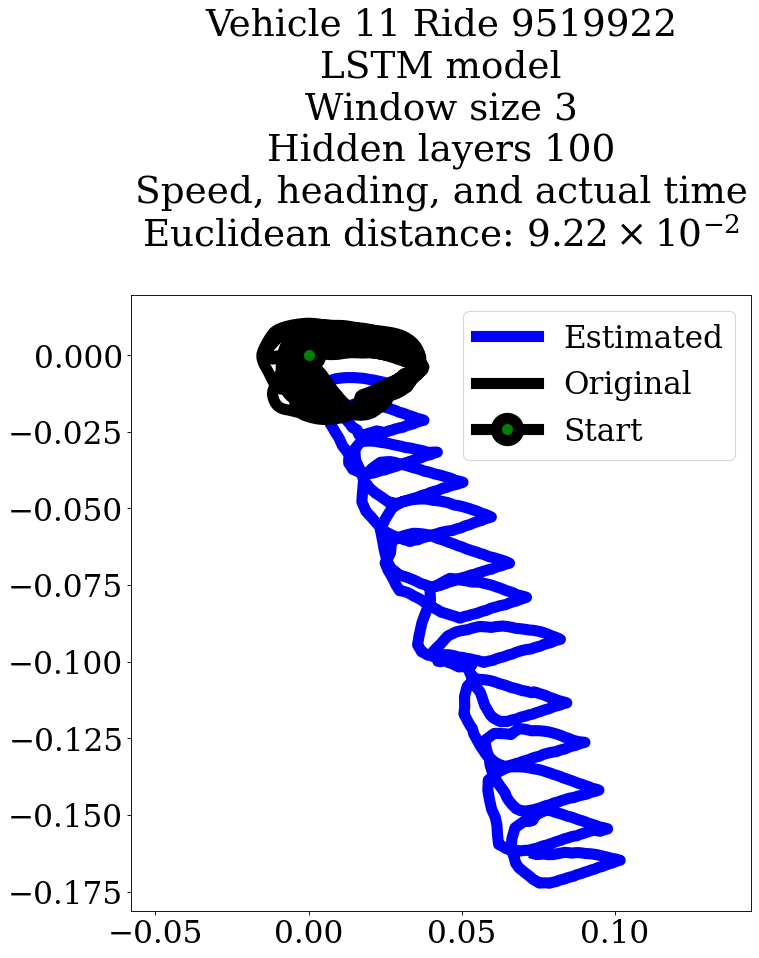 Vehicle 11 Ride 9519922
LSTM model
Window size 3
Hidden layers 100
Speed, heading, and actual time
Euclidean distance: 9.22 × 10⁻²
Estimated
Original
Start
0.000
−0.025
−0.050
−0.075
−0.100
−0.125
−0.150
−0.175
−0.05
0.00
0.05
0.10